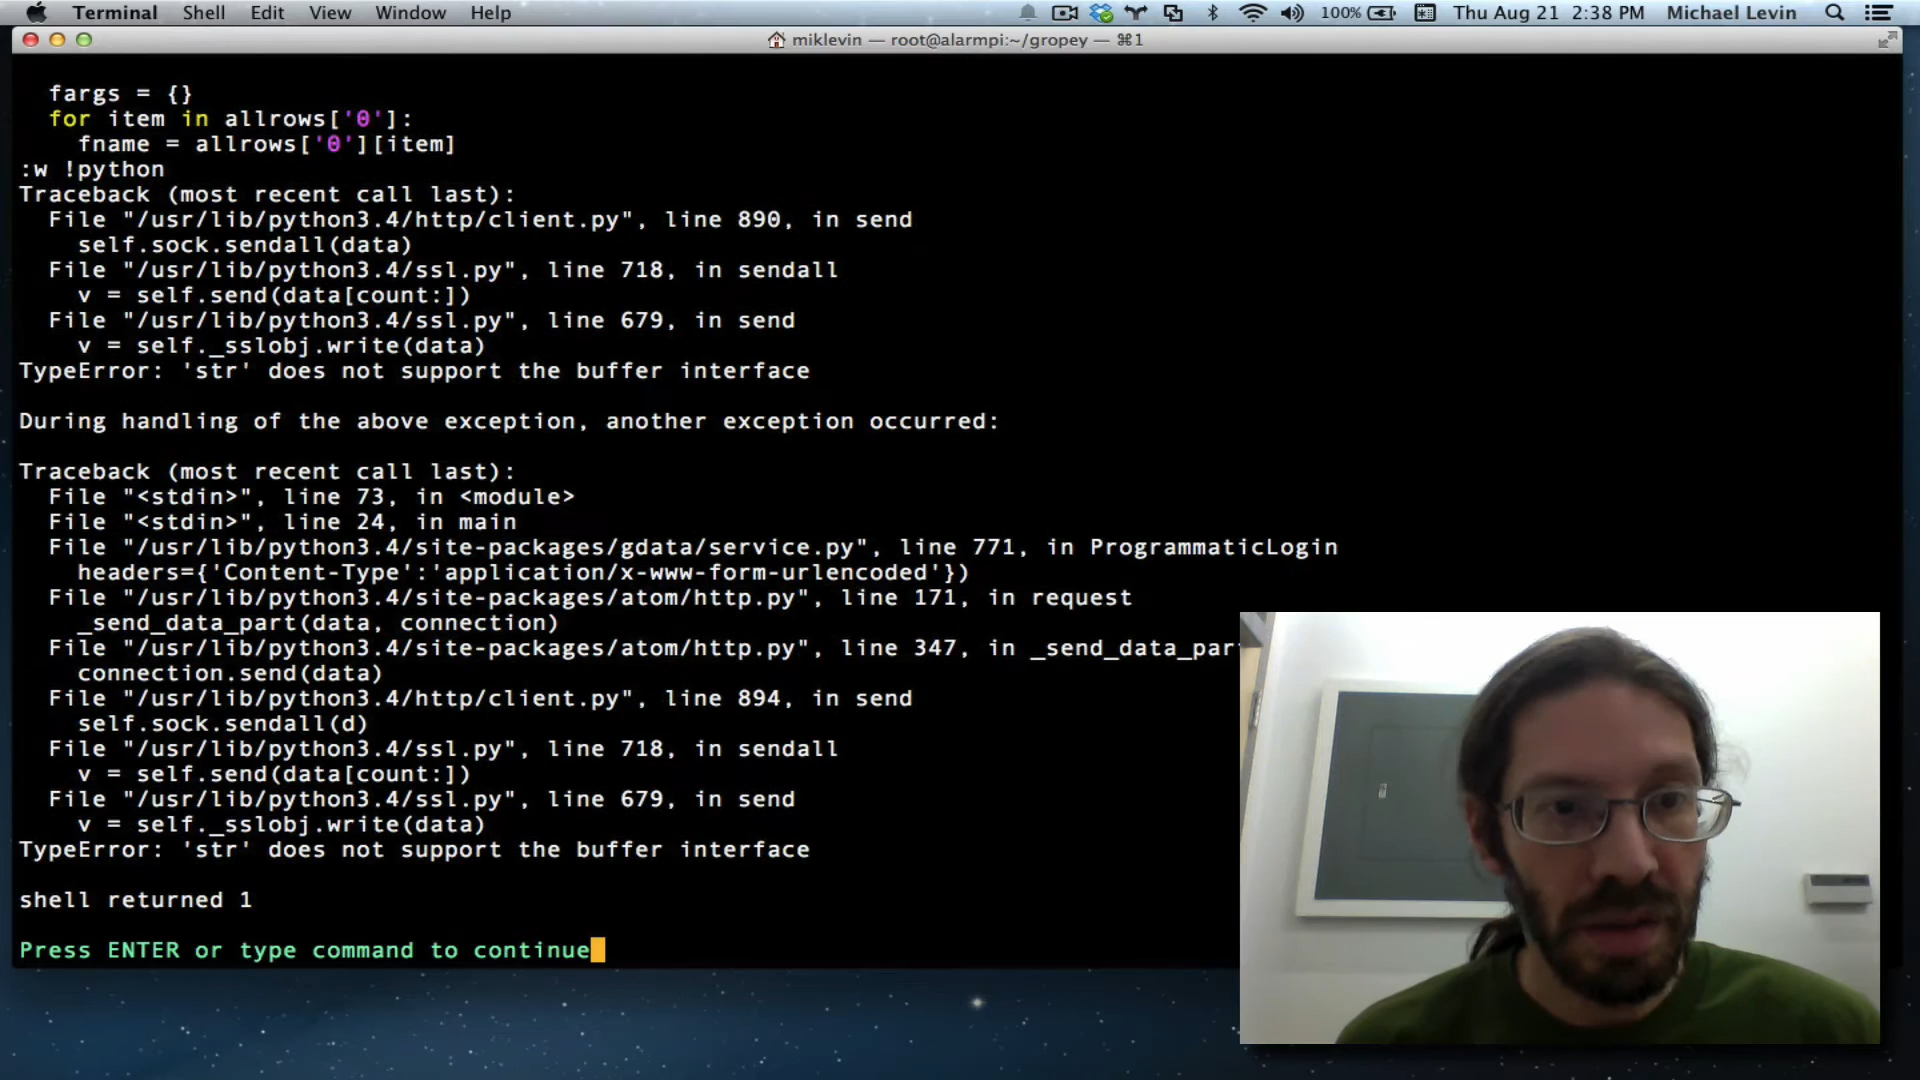 Terminal Shell Edit View Window Help 100% Thu Aug 21 2:38 PM Michael Levin
miklevin — root@alarmpi:~/gropey — ⌘1
fargs = {}
for item in allrows['0']:
fname = allrows['0'][item]
:w !python
Traceback (most recent call last):
File "/usr/lib/python3.4/http/client.py", line 890, in send
self.sock.sendall(data)
File "/usr/lib/python3.4/ssl.py", line 718, in sendall
v = self.send(data[count:])
File "/usr/lib/python3.4/ssl.py", line 679, in send
v = self._sslobj.write(data)
TypeError: 'str' does not support the buffer interface
During handling of the above exception, another exception occurred:
Traceback (most recent call last):
File "<stdin>", line 73, in <module>
File "<stdin>", line 24, in main
File "/usr/lib/python3.4/site-packages/gdata/service.py", line 771, in ProgrammaticLogin
headers={'Content-Type':'application/x-www-form-urlencoded'})
File "/usr/lib/python3.4/site-packages/atom/http.py", line 171, in request
_send_data_part(data, connection)
File "/usr/lib/python3.4/site-packages/atom/http.py", line 347, in _send_data_par
connection.send(data)
File "/usr/lib/python3.4/http/client.py", line 894, in send
self.sock.sendall(d)
File "/usr/lib/python3.4/ssl.py", line 718, in sendall
v = self.send(data[count:])
File "/usr/lib/python3.4/ssl.py", line 679, in send
v = self._sslobj.write(data)
TypeError: 'str' does not support the buffer interface
shell returned 1
Press ENTER or type command to continue